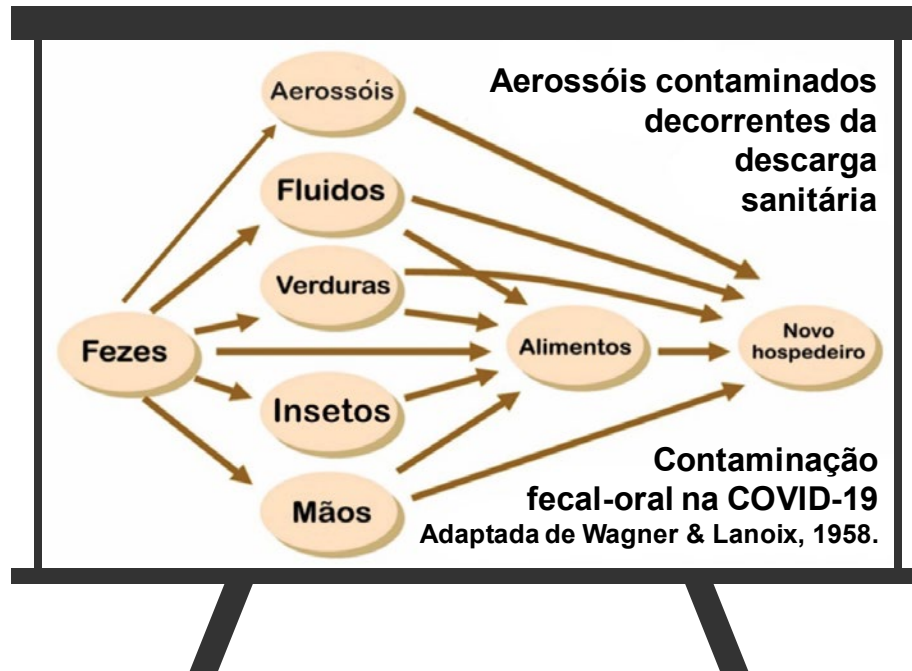 Aerossóis
Aerossóis contaminados
decorrentes da
descarga
sanitária
Fluidos
Verduras
Fezes
Alimentos
Novo
hospedeiro
Insetos
Mãos
Contaminação
fecal-oral na COVID-19
Adaptada de Wagner & Lanoix, 1958.